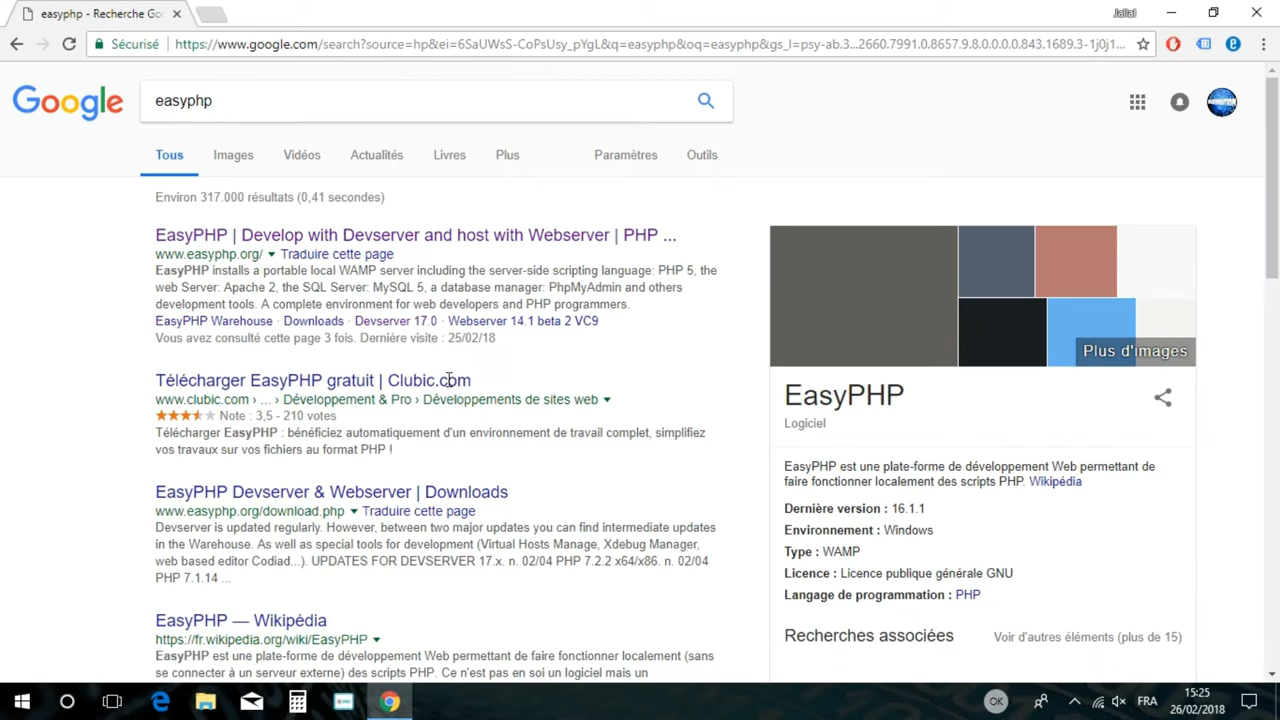 easyphp - Recherche Goo
Jallal
Sécurisé
https://www.google.com/search?source=hp&ei=6SaUWsS-CoPsUsy_pYgL&q=easyphp&oq=easyphp&gs_l=psy-ab.3...2660.7991.0.8657.9.8.0.0.0.0.843.1689.3-1j0j1...
Google
easyphp
Tous Images Vidéos Actualités Livres Plus Paramètres Outils
Environ 317.000 résultats (0,41 secondes)
EasyPHP | Develop with Devserver and host with Webserver | PHP ...
www.easyphp.org/ Traduire cette page
EasyPHP installs a portable local WAMP server including the server-side scripting language: PHP 5, the
web Server: Apache 2, the SQL Server: MySQL 5, a database manager: PhpMyAdmin and others
development tools. A complete environment for web developers and PHP programmers.
EasyPHP Warehouse · Downloads · Devserver 17.0 · Webserver 14.1 beta 2 VC9
Vous avez consulté cette page 3 fois. Dernière visite : 25/02/18
Télécharger EasyPHP gratuit | Clubic.com
www.clubic.com › ... › Développement & Pro › Développements de sites web
Note : 3,5 - 210 votes
Télécharger EasyPHP : bénéficiez automatiquement d'un environnement de travail complet, simplifiez
vos travaux sur vos fichiers au format PHP !
EasyPHP Devserver & Webserver | Downloads
www.easyphp.org/download.php Traduire cette page
Devserver is updated regularly. However, between two major updates you can find intermediate updates
in the Warehouse. As well as special tools for development (Virtual Hosts Manage, Xdebug Manager,
web based editor Codiad...). UPDATES FOR DEVSERVER 17.x. n. 02/04 PHP 7.2.2 x64/x86. n. 02/04
PHP 7.1.14 ...
EasyPHP — Wikipédia
https://fr.wikipedia.org/wiki/EasyPHP
EasyPHP est une plate-forme de développement Web permettant de faire fonctionner localement (sans
se connecter à un serveur externe) des scripts PHP. Ce n'est pas en soi un logiciel mais un
Plus d'images
EasyPHP
Logiciel
EasyPHP est une plate-forme de développement Web permettant de
faire fonctionner localement des scripts PHP. Wikipédia
Dernière version : 16.1.1
Environnement : Windows
Type : WAMP
Licence : Licence publique générale GNU
Langage de programmation : PHP
Recherches associées Voir d'autres éléments (plus de 15)
OK
FRA
15:25
26/02/2018